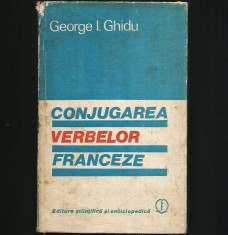 George I. Ghidu
CONJUGAREA
VERBELOR
FRANCEZE
Editura științifică și enciclopedică